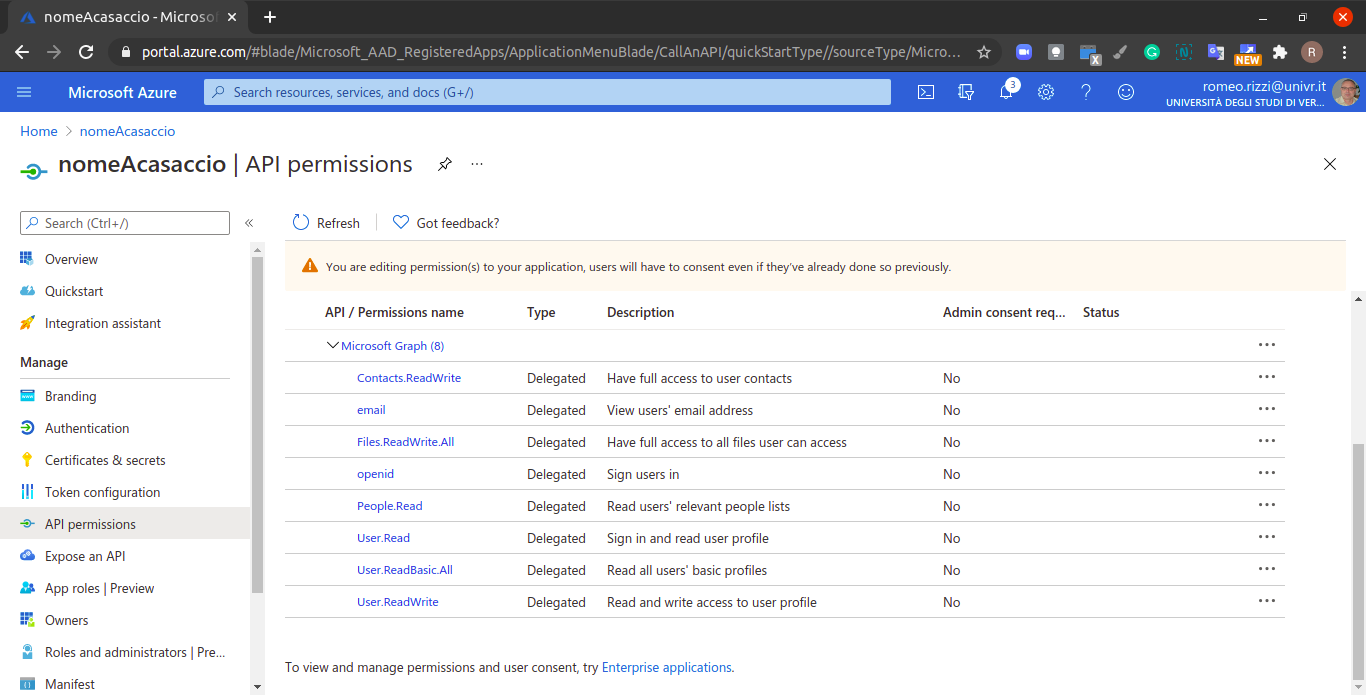 nomeAcasaccio - Microsof
portal.azure.com/#blade/Microsoft_AAD_RegisteredApps/ApplicationMenuBlade/CallAnAPI/quickStartType//sourceType/Micro...
X
G
N
NEW
R
Microsoft Azure
Search resources, services, and docs (G+/)
3
romeo.rizzi@univr.it
UNIVERSITÀ DEGLI STUDI DI VER...
Home > nomeAcasaccio
nomeAcasaccio | API permissions
...
Search (Ctrl+/)
«
Refresh
Got feedback?
Overview
Quickstart
Integration assistant
Manage
Branding
Authentication
Certificates & secrets
Token configuration
API permissions
Expose an API
App roles | Preview
Owners
Roles and administrators | Pre...
Manifest
You are editing permission(s) to your application, users will have to consent even if they've already done so previously.
API / Permissions name Type Description Admin consent req... Status
Microsoft Graph (8) ...
Contacts.ReadWrite Delegated Have full access to user contacts No ...
email Delegated View users' email address No ...
Files.ReadWrite.All Delegated Have full access to all files user can access No ...
openid Delegated Sign users in No ...
People.Read Delegated Read users' relevant people lists No ...
User.Read Delegated Sign in and read user profile No ...
User.ReadBasic.All Delegated Read all users' basic profiles No ...
User.ReadWrite Delegated Read and write access to user profile No ...
To view and manage permissions and user consent, try Enterprise applications.